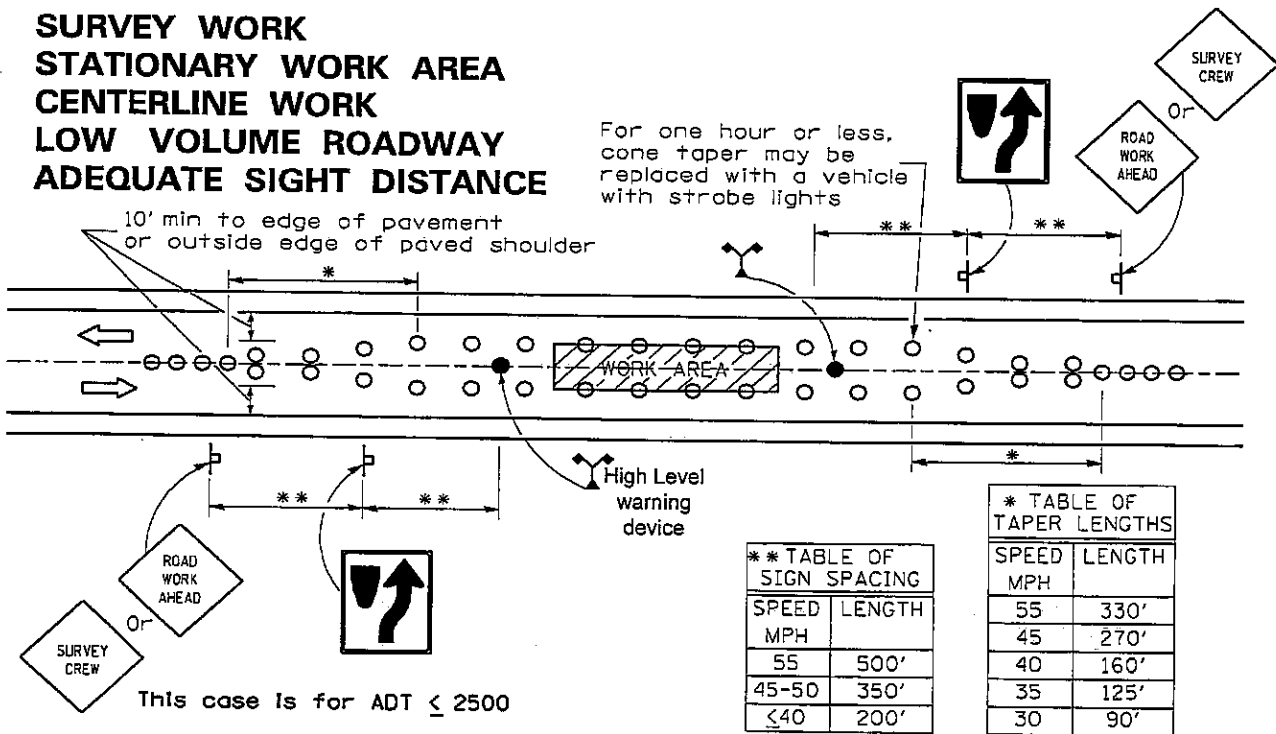 SURVEY WORK
STATIONARY WORK AREA
CENTERLINE WORK
LOW VOLUME ROADWAY
ADEQUATE SIGHT DISTANCE
10' min to edge of pavement
or outside edge of paved shoulder
For one hour or less,
cone taper may be
replaced with a vehicle
with strobe lights
SURVEY
CREW
Or
ROAD
WORK
AHEAD
**
**
*
WORK AREA
*
**
**
High Level
warning
device
ROAD
WORK
AHEAD
Or
SURVEY
CREW
This case is for ADT ≤ 2500
** TABLE OF
SIGN SPACING
SPEED LENGTH
MPH
55 500'
45-50 350'
≤40 200'
* TABLE OF
TAPER LENGTHS
SPEED LENGTH
MPH
55 330'
45 270'
40 160'
35 125'
30 90'